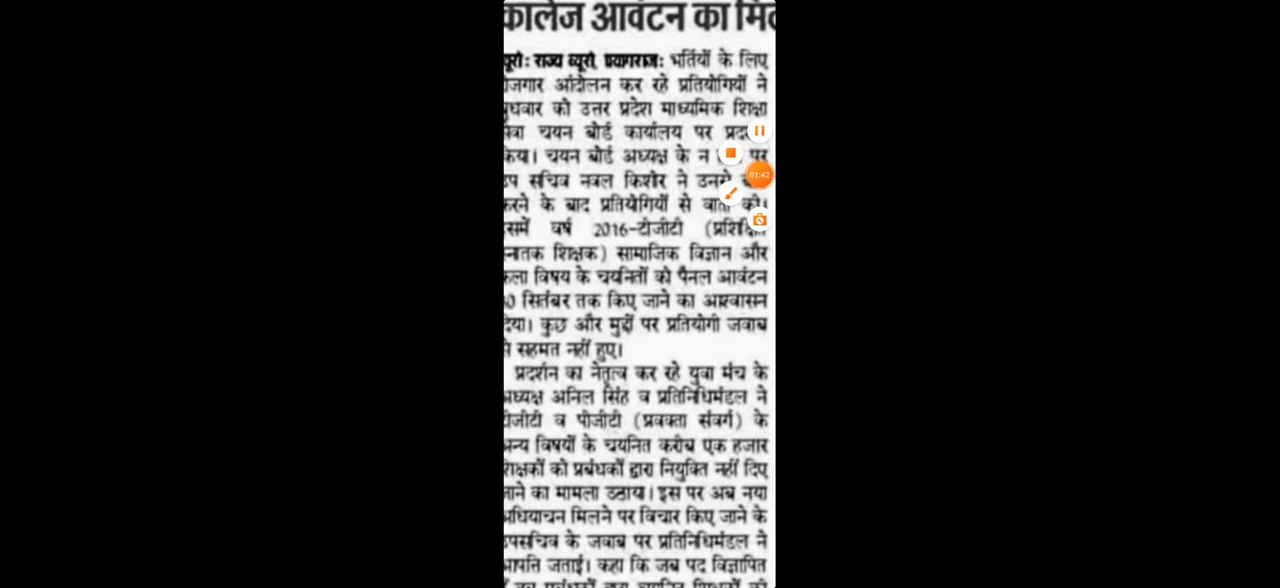 कालेज आवंटन का मिल
ब्यूरो: राज्य ब्यूरो, प्रयागराज: भर्तियों के लिए
रोजगार आंदोलन कर रहे प्रतियोगियों ने
बुधवार को उत्तर प्रदेश माध्यमिक शिक्षा
सेवा चयन बोर्ड कार्यालय पर
किया। चयन बोर्ड अध्यक्ष के न पर
उप सचिव नवल किशोर ने उनसे
करने के बाद प्रतियोगियों से वार्ता की।
इसमें वर्ष 2016-टीजीटी (प्रशिक्षित
स्नातक शिक्षक) सामाजिक विज्ञान और
कला विषय के चयनितों को पैनल आवंटन
30 सितंबर तक किए जाने का आश्वासन
दिया। कुछ और मुद्दों पर प्रतियोगी जवाब
से सहमत नहीं हुए।
प्रदर्शन का नेतृत्व कर रहे युवा मंच के
अध्यक्ष अनिल सिंह व प्रतिनिधिमंडल ने
टीजीटी व पीजीटी (प्रवक्ता संवर्ग) के
अन्य विषयों के चयनित करीब एक हजार
शिक्षकों को प्रबंधकों द्वारा नियुक्ति नहीं दिए
जाने का मामला उठाया। इस पर अब नया
अधियाचन मिलने पर विचार किए जाने के
उपसचिव के जवाब पर प्रतिनिधिमंडल ने
आपत्ति जताई। कहा कि जब पद विज्ञापित
01:42